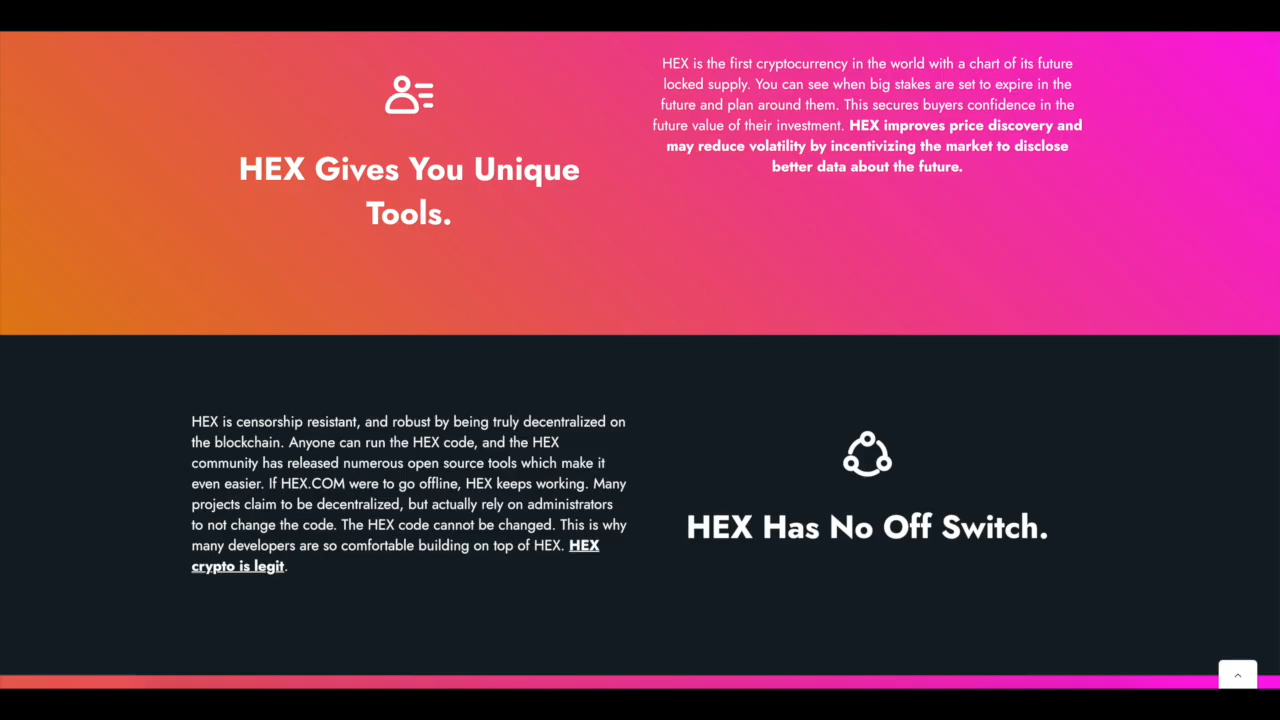 HEX Gives You Unique
Tools.
HEX is the first cryptocurrency in the world with a chart of its future
locked supply. You can see when big stakes are set to expire in the
future and plan around them. This secures buyers confidence in the
future value of their investment. HEX improves price discovery and
may reduce volatility by incentivizing the market to disclose
better data about the future.
HEX is censorship resistant, and robust by being truly decentralized on
the blockchain. Anyone can run the HEX code, and the HEX
community has released numerous open source tools which make it
even easier. If HEX.COM were to go offline, HEX keeps working. Many
projects claim to be decentralized, but actually rely on administrators
to not change the code. The HEX code cannot be changed. This is why
many developers are so comfortable building on top of HEX. HEX
crypto is legit.
HEX Has No Off Switch.